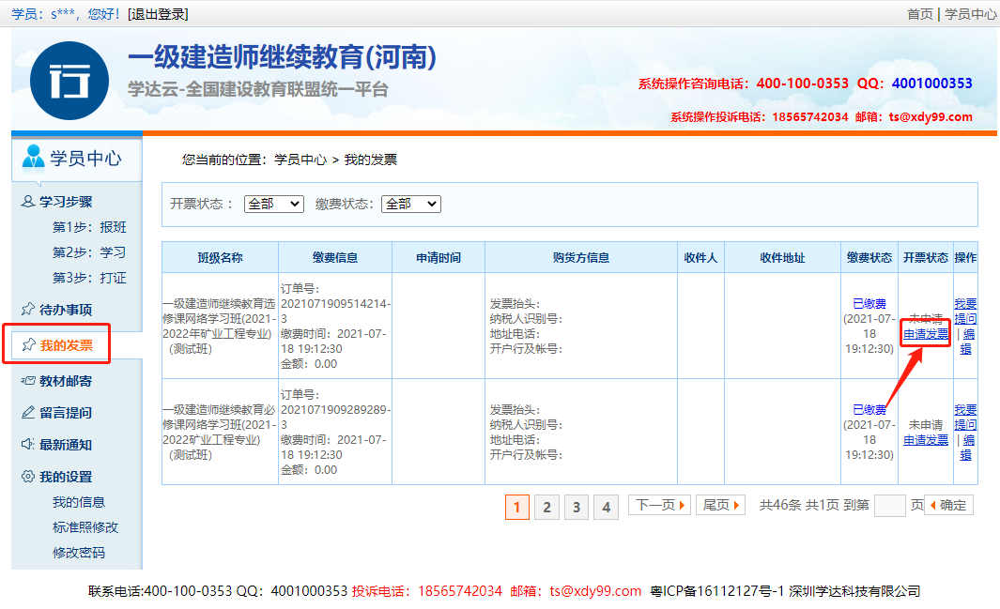 学员：s***，您好！[退出登录]
首页 | 学员中心
一级建造师继续教育(河南)
学达云-全国建设教育联盟统一平台
系统操作咨询电话：400-100-0353 QQ：4001000353
系统操作投诉电话：18565742034 邮箱：ts@xdy99.com
学员中心
学习步骤
第1步：报班
第2步：学习
第3步：打证
待办事项
我的发票
教材邮寄
留言提问
最新通知
我的设置
我的信息
标准照修改
修改密码
您当前的位置：学员中心 > 我的发票
开票状态： 全部 缴费状态：全部
班级名称 缴费信息 申请时间 购货方信息 收件人 收件地址 缴费状态 开票状态 操作
一级建造师继续教育选
修课网络学习班(2021-
2022年矿业工程专业)
（测试班）
订单号：
2021071909514214-
3
缴费时间：2021-07-
18 19:12:30
金额：0.00
发票抬头：
纳税人识别号：
地址电话：
开户行及帐号：
已缴费
(2021-07-
18
19:12:30)
未申请
申请发票
我要
提问
| 编
辑
一级建造师继续教育必
修课网络学习班(2021-
2022矿业工程专业)
（测试班）
订单号：
2021071909289289-
3
缴费时间：2021-07-
18 19:12:30
金额：0.00
发票抬头：
纳税人识别号：
地址电话：
开户行及帐号：
已缴费
(2021-07-
18
19:12:30)
未申请
申请发票
我要
提问
| 编
辑
1 2 3 4 下一页 尾页 共46条 共1页 到第 页 确定
联系电话:400-100-0353 QQ：4001000353 投诉电话：18565742034 邮箱：ts@xdy99.com 粤ICP备16112127号-1 深圳学达科技有限公司